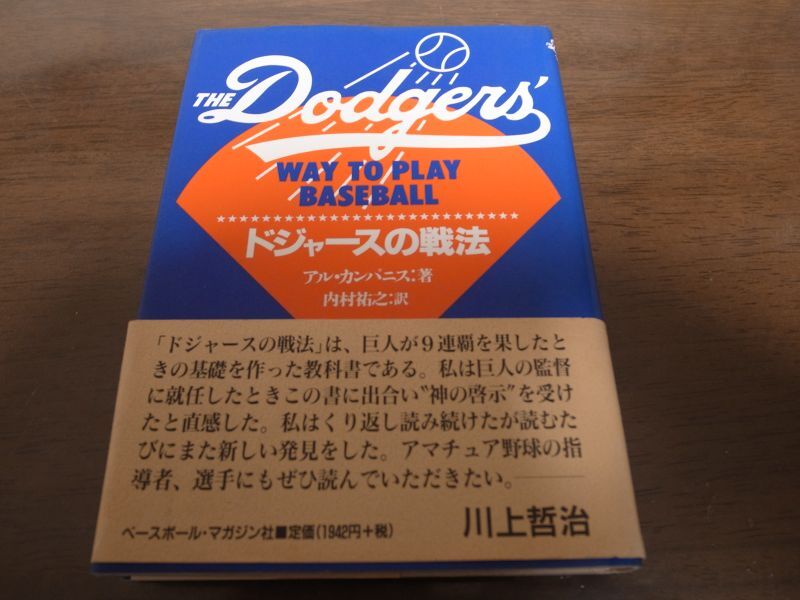 THE Dodgers'
WAY TO PLAY
BASEBALL
ドジャースの戦法
アル・カンパニス:著
内村祐之:訳
「ドジャースの戦法」は、巨人が9連覇を果したと
きの基礎を作った教科書である。私は巨人の監督
に就任したときこの書に出合い〝神の啓示〟を受け
たと直感した。私はくり返し読み続けたが読むた
びにまた新しい発見をした。アマチュア野球の指
導者、選手にもぜひ読んでいただきたい。――
ベースボール・マガジン社■定価(1942円+税)
川上哲治